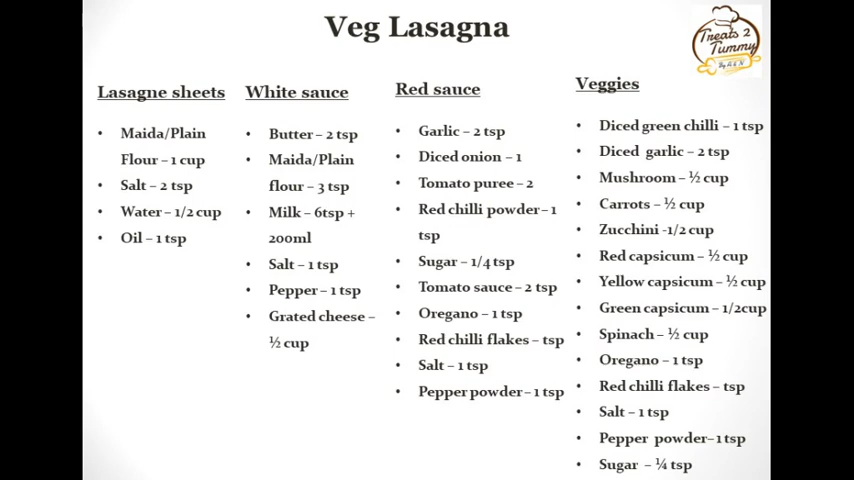 Veg Lasagna
Treats 2
Tummy
Lasagne sheets
• Maida/Plain
Flour – 1 cup
• Salt – 2 tsp
• Water – 1/2 cup
• Oil – 1 tsp
White sauce
• Butter – 2 tsp
• Maida/Plain
flour – 3 tsp
• Milk – 6tsp +
200ml
• Salt – 1 tsp
• Pepper – 1 tsp
• Grated cheese –
½ cup
Red sauce
• Garlic – 2 tsp
• Diced onion – 1
• Tomato puree – 2
• Red chilli powder – 1
tsp
• Sugar – 1/4 tsp
• Tomato sauce – 2 tsp
• Oregano – 1 tsp
• Red chilli flakes – tsp
• Salt – 1 tsp
• Pepper powder – 1 tsp
Veggies
• Diced green chilli – 1 tsp
• Diced garlic – 2 tsp
• Mushroom – ½ cup
• Carrots – ½ cup
• Zucchini -1/2 cup
• Red capsicum – ½ cup
• Yellow capsicum – ½ cup
• Green capsicum – 1/2cup
• Spinach – ½ cup
• Oregano – 1 tsp
• Red chilli flakes – tsp
• Salt – 1 tsp
• Pepper powder– 1 tsp
• Sugar – ¼ tsp